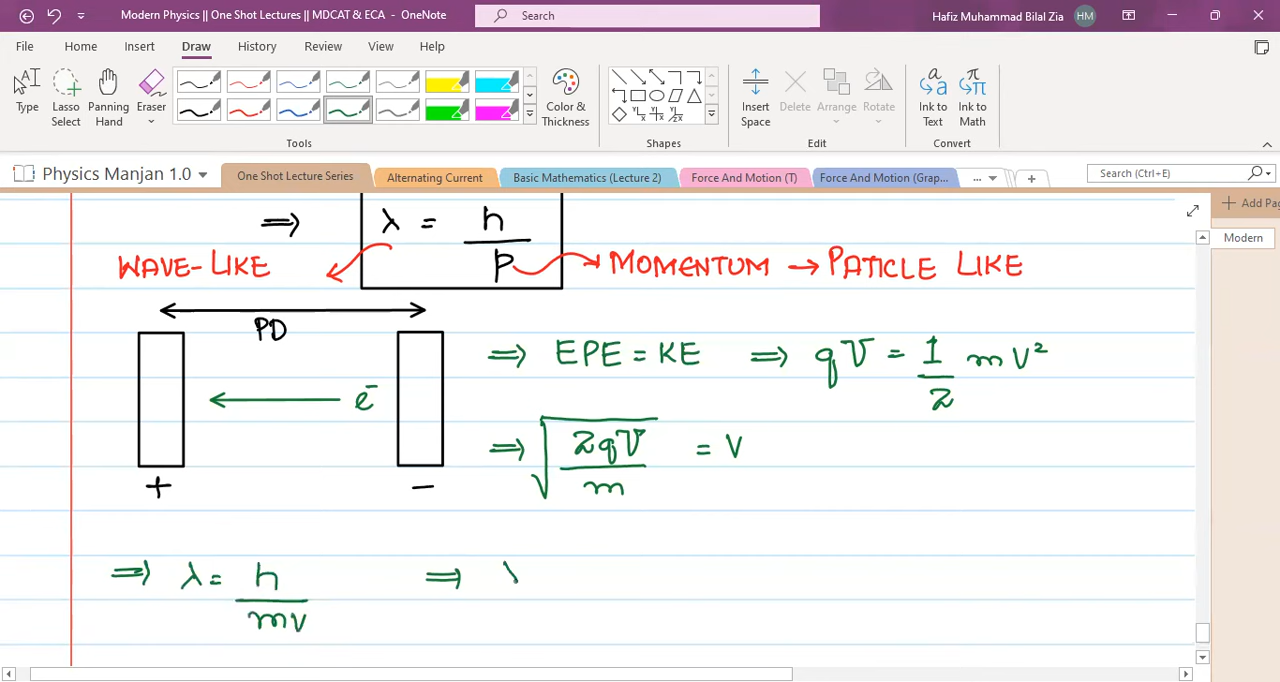 Modern Physics || One Shot Lectures || MDCAT & ECA - OneNote
Search
Hafiz Muhammad Bilal Zia HM
File Home Insert Draw History Review View Help
Type Lasso Select Panning Hand Eraser Color & Thickness Insert Space Delete Arrange Rotate Ink to Text Ink to Math
Tools Shapes Edit Convert
Physics Manjan 1.0 One Shot Lecture Series Alternating Current Basic Mathematics (Lecture 2) Force And Motion (T) Force And Motion (Grap... ... + Search (Ctrl+E)
+ Add Pag
Modern
⇒ λ = h / P
WAVE-LIKE
→ MOMENTUM → PATICLE LIKE
PD
⇒ EPE = KE ⇒ qV = 1/2 mv²
e⁻
⇒ √(2qV / m) = V
+ −
⇒ λ = h / mv ⇒